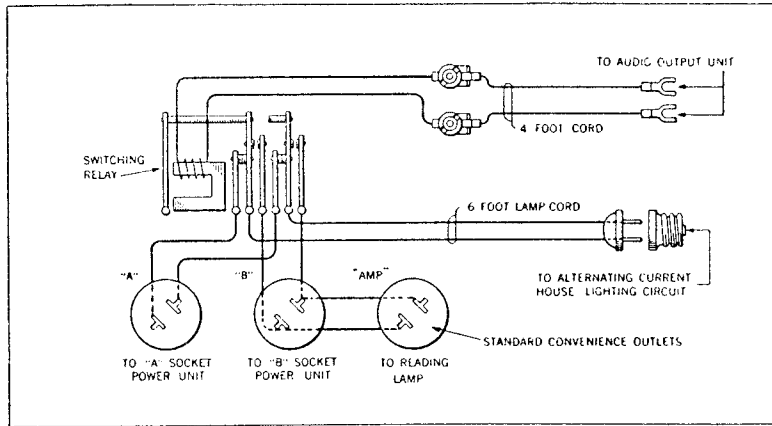 TO AUDIO OUTPUT UNIT
4 FOOT CORD
SWITCHING
RELAY
6 FOOT LAMP CORD
"A"
"B"
"AMP"
TO ALTERNATING CURRENT
HOUSE LIGHTING CIRCUIT
STANDARD CONVENIENCE OUTLETS
TO "A" SOCKET
POWER UNIT
TO "B" SOCKET
POWER UNIT
TO READING
LAMP